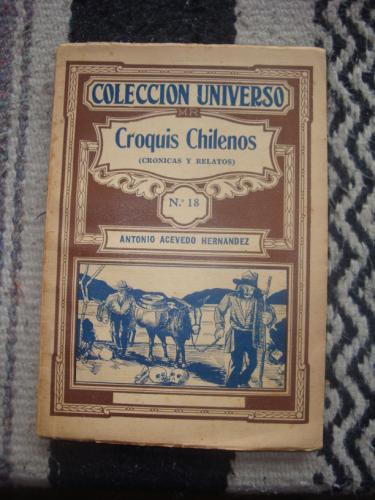 COLECCION UNIVERSO
MR
Croquis Chilenos
(CRONICAS Y RELATOS)
N.º 18
ANTONIO ACEVEDO HERNANDEZ